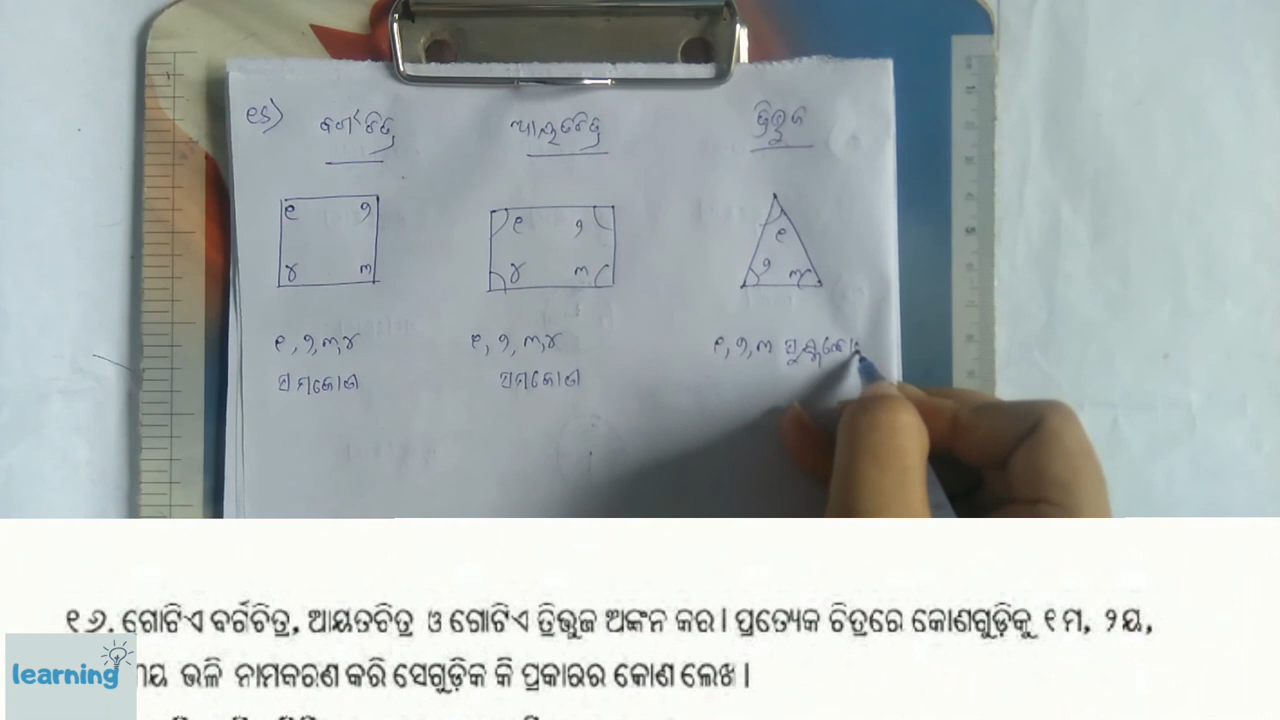 ୧୬) ବର୍ଗଚିତ୍ର ଆୟତଚିତ୍ର ତ୍ରିଭୁଜ
୧ ୨ ୧ ୨ ୧
୪ ୩ ୪ ୩ ୨ ୩
୧, ୨, ୩, ୪ ୧, ୨, ୩, ୪ ୧, ୨, ୩ ସୂକ୍ଷ୍ମକୋ
ସମକୋଣ ସମକୋଣ
୧୬. ଗୋଟିଏ ବର୍ଗଚିତ୍ର, ଆୟତଚିତ୍ର ଓ ଗୋଟିଏ ତ୍ରିଭୁଜ ଅଙ୍କନ କର। ପ୍ରତ୍ୟେକ ଚିତ୍ରରେ କୋଣଗୁଡ଼ିକୁ ୧ମ, ୨ୟ,
ୟ ଭଳି ନାମକରଣ କରି ସେଗୁଡ଼ିକ କି ପ୍ରକାରର କୋଣ ଲେଖ।
learning